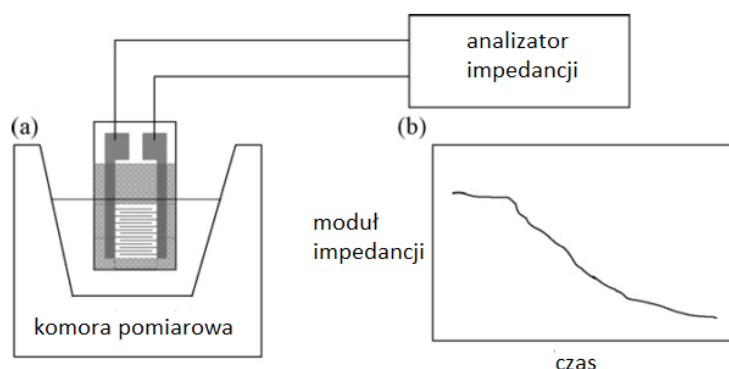 analizator
impedancji
(a)
(b)
moduł
impedancji
komora pomiarowa
czas